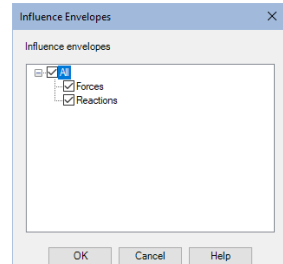 Influence Envelopes
Influence envelopes
All
Forces
Reactions
OK Cancel Help